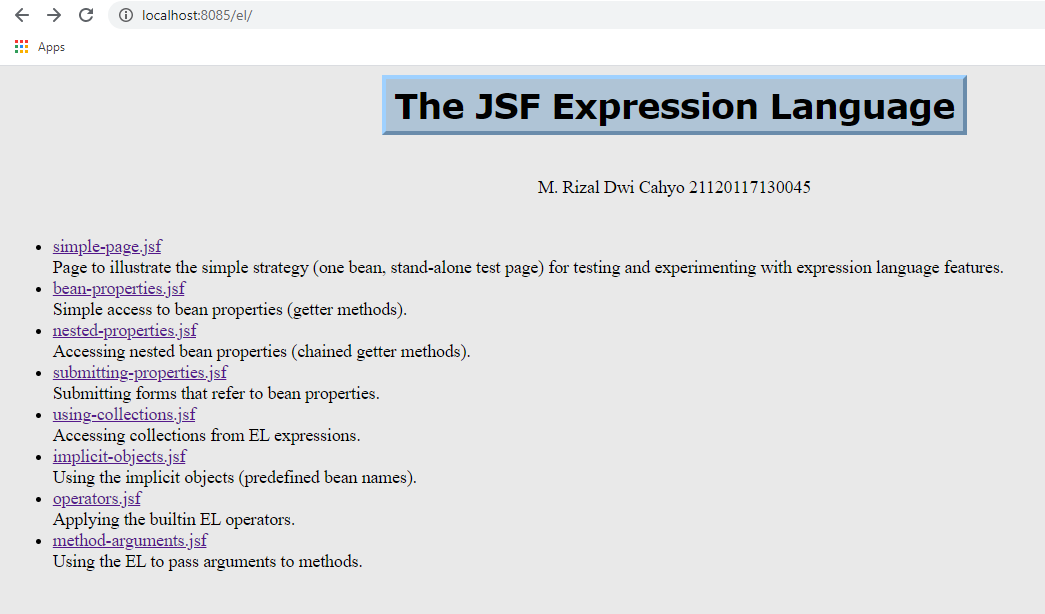 localhost:8085/el/
Apps
The JSF Expression Language
M. Rizal Dwi Cahyo 21120117130045
simple-page.jsf
Page to illustrate the simple strategy (one bean, stand-alone test page) for testing and experimenting with expression language features.
bean-properties.jsf
Simple access to bean properties (getter methods).
nested-properties.jsf
Accessing nested bean properties (chained getter methods).
submitting-properties.jsf
Submitting forms that refer to bean properties.
using-collections.jsf
Accessing collections from EL expressions.
implicit-objects.jsf
Using the implicit objects (predefined bean names).
operators.jsf
Applying the builtin EL operators.
method-arguments.jsf
Using the EL to pass arguments to methods.